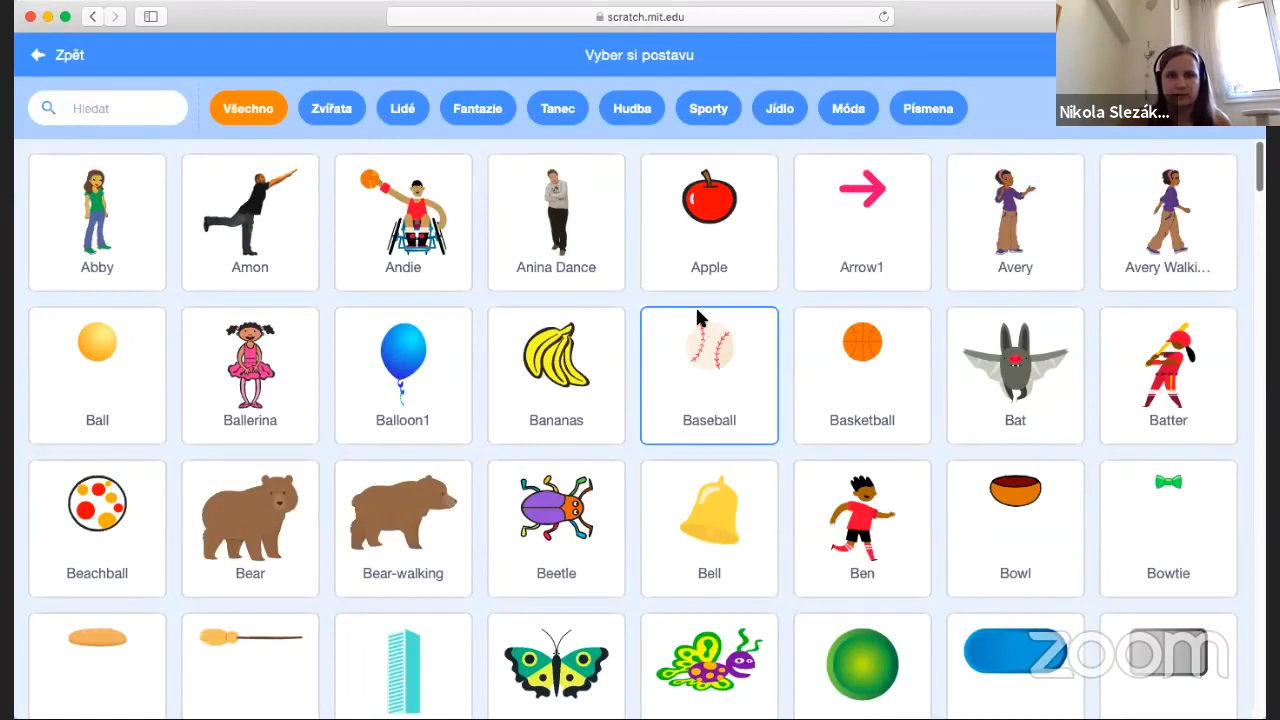 scratch.mit.edu
Zpět
Vyber si postavu
Hledat
Všechno
Zvířata
Lidé
Fantazie
Tanec
Hudba
Sporty
Jídlo
Móda
Písmena
Nikola Slezák...
Abby
Amon
Andie
Anina Dance
Apple
Arrow1
Avery
Avery Walki...
Ball
Ballerina
Balloon1
Bananas
Baseball
Basketball
Bat
Batter
Beachball
Bear
Bear-walking
Beetle
Bell
Ben
Bowl
Bowtie
zoom